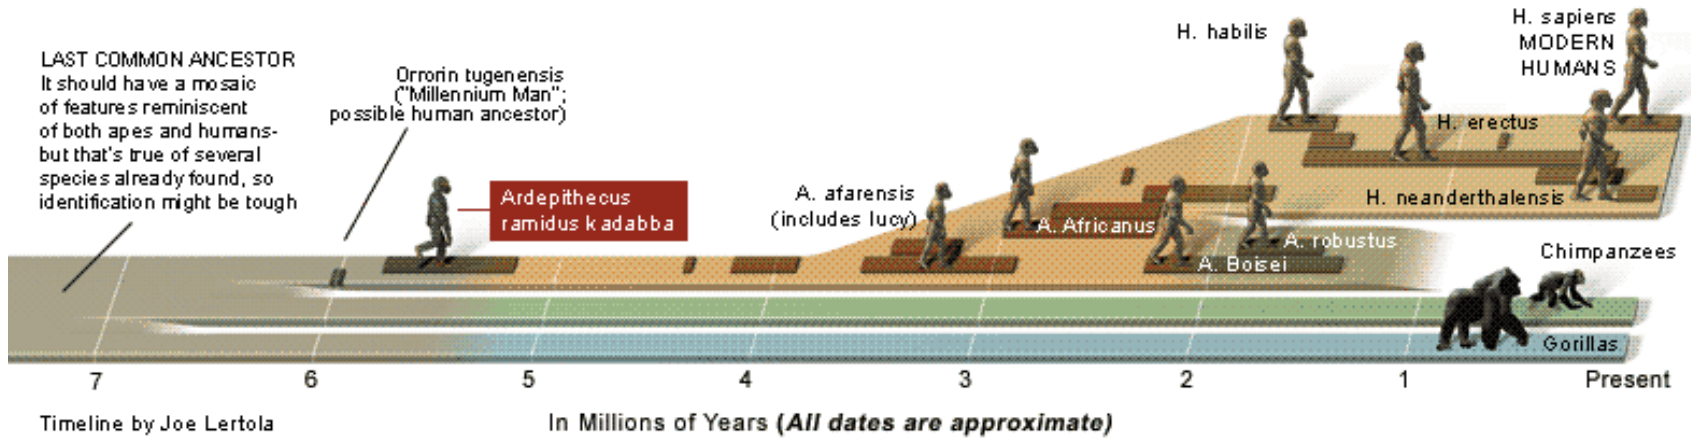 LAST COMMON ANCESTOR
It should have a mosaic
of features reminiscent
of both apes and humans-
but that's true of several
species already found, so
identification might be tough
Orrorin tugenensis
("Millennium Man";
possible human ancestor)
Ardepithecus
ramidus kadabba
A. afarensis
(includes lucy)
A. Africanus
A. Boisei
A. robustus
H. habilis
H. erectus
H. neanderthalensis
H. sapiens
MODERN
HUMANS
Chimpanzees
Gorillas
7 6 5 4 3 2 1 Present
Timeline by Joe Lertola
In Millions of Years (All dates are approximate)